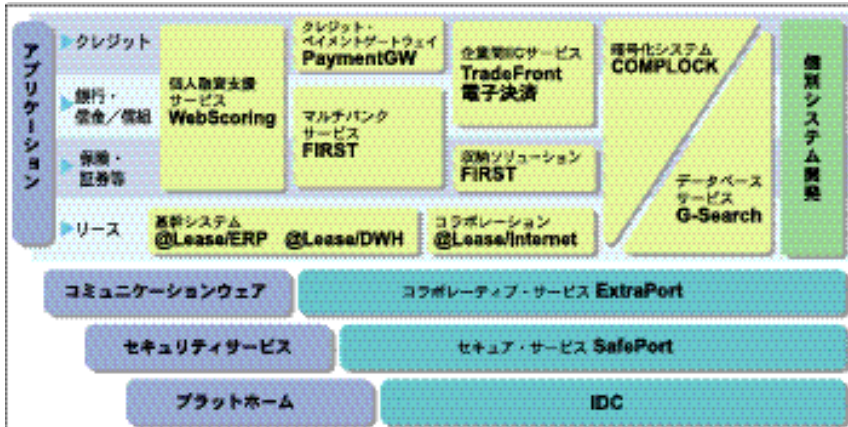 アプリケーション
クレジット
銀行・
信金／信組
保険・
証券等
リース
個人融資支援
サービス
WebScoring
クレジット・
ペイメントゲートウェイ
PaymentGW
マルチバンク
サービス
FIRST
企業間ECサービス
TradeFront
電子決済
収納ソリューション
FIRST
暗号化システム
COMPLOCK
データベース
サービス
G-Search
基幹システム
@Lease/ERP @Lease/DWH
コラボレーション
@Lease/Internet
個別システム開発
コミュニケーションウェア
コラボレーティブ・サービス ExtraPort
セキュリティサービス
セキュア・サービス SafePort
プラットホーム
IDC